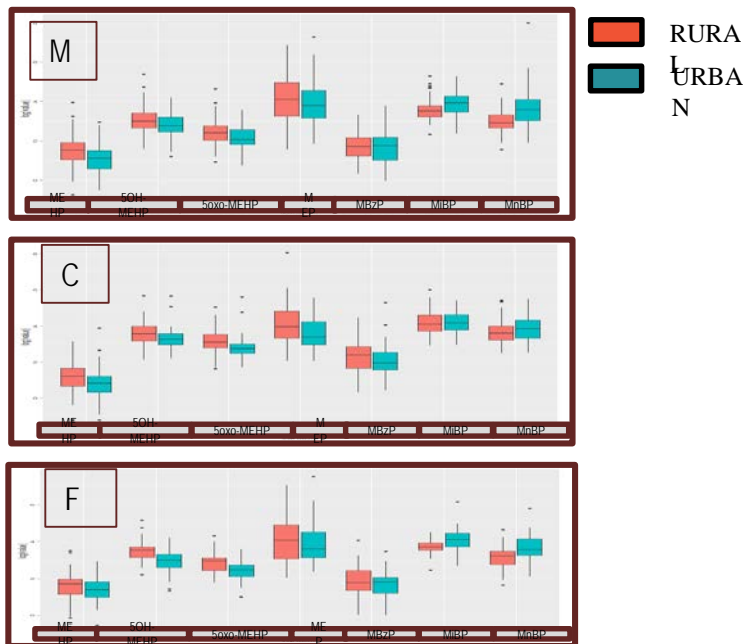 M
RURA
L
URBA
N
ME
HP
5OH-
MEHP
5oxo-MEHP
M
EP
MBzP
MiBP
MnBP
C
ME
HP
5OH-
MEHP
5oxo-MEHP
M
EP
MBzP
MiBP
MnBP
F
ME
HP
5OH-
MEHP
5oxo-MEHP
ME
P
MBzP
MiBP
MnBP